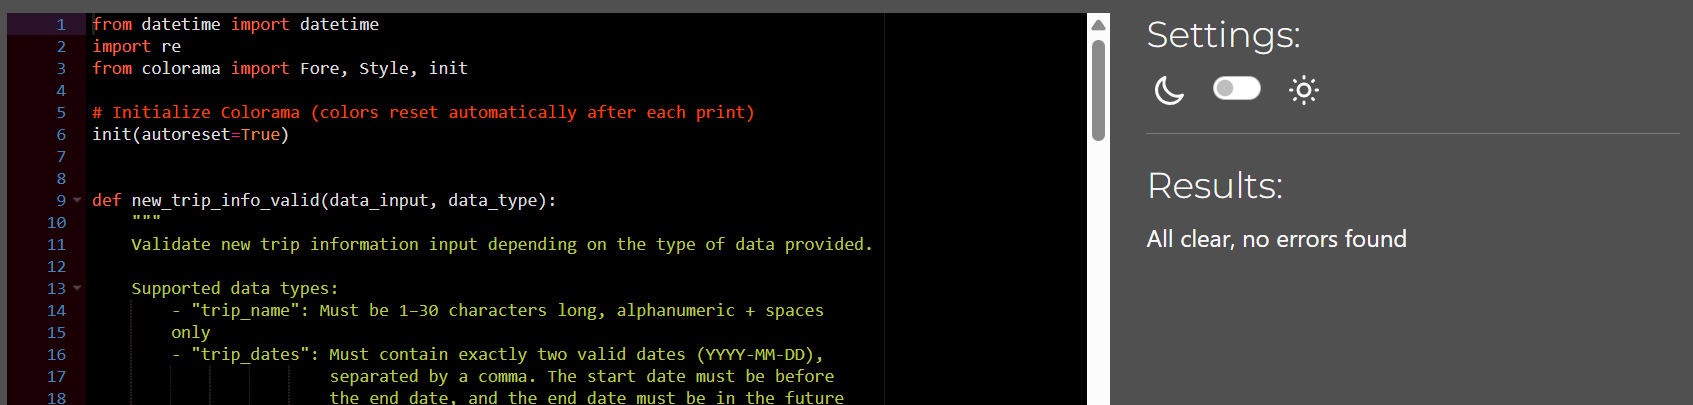 1 from datetime import datetime
2 import re
3 from colorama import Fore, Style, init
4
5 # Initialize Colorama (colors reset automatically after each print)
6 init(autoreset=True)
7
8
9 def new_trip_info_valid(data_input, data_type):
10 """
11 Validate new trip information input depending on the type of data provided.
12
13 Supported data types:
14 - "trip_name": Must be 1–30 characters long, alphanumeric + spaces
15 only
16 - "trip_dates": Must contain exactly two valid dates (YYYY-MM-DD),
17 separated by a comma. The start date must be before
18 the end date, and the end date must be in the future
Settings:
Results:
All clear, no errors found